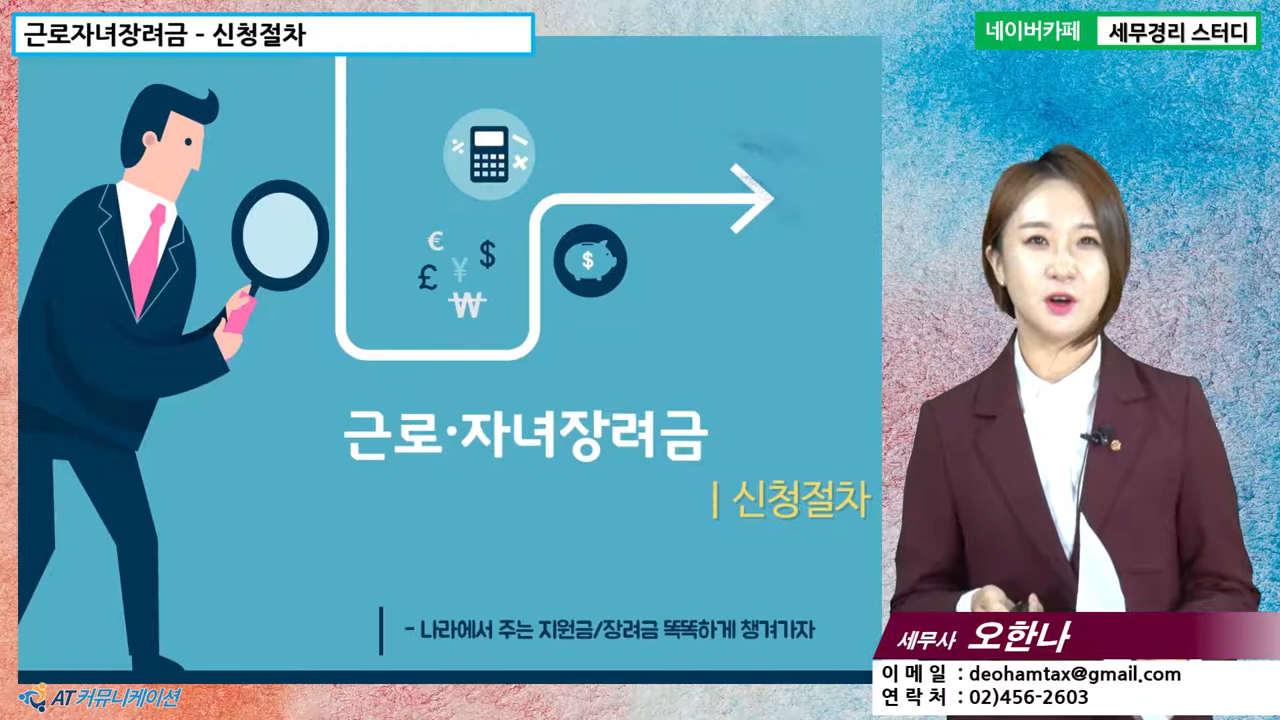 근로자녀장려금 - 신청절차
네이버카페 세무경리 스터디
€
$
£
¥
₩
$
근로·자녀장려금
| 신청절차
- 나라에서 주는 지원금/장려금 똑똑하게 챙겨가자
세무사 오한나
이 메 일 : deohamtax@gmail.com
연 락 처 : 02)456-2603
AT커뮤니케이션